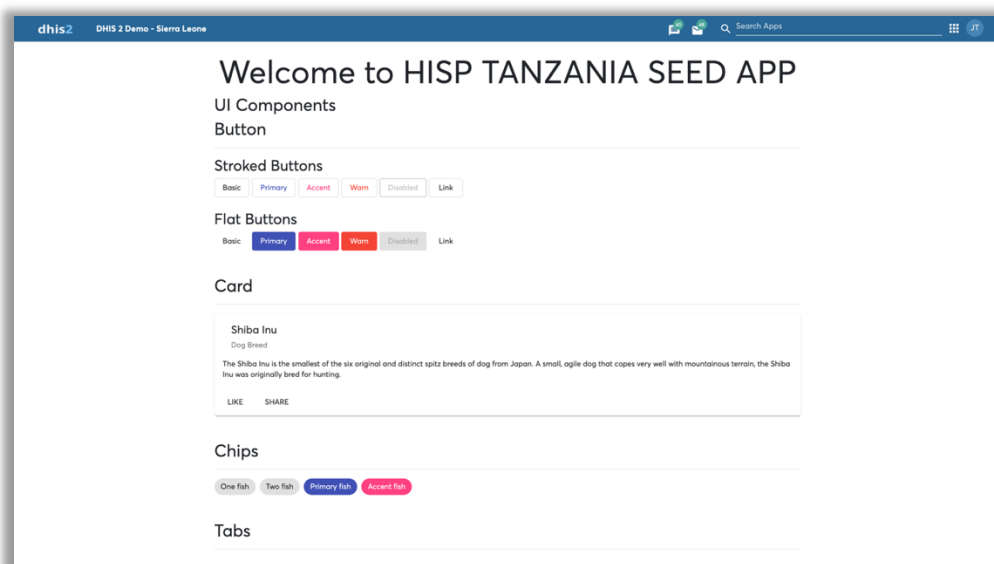 dhis2 DHIS 2 Demo - Sierra Leone Search Apps JT
Welcome to HISP TANZANIA SEED APP
UI Components
Button
Stroked Buttons
Basic Primary Accent Warn Disabled Link
Flat Buttons
Basic Primary Accent Warn Disabled Link
Card
Shiba Inu
Dog Breed
The Shiba Inu is the smallest of the six original and distinct spitz breeds of dog from Japan. A small, agile dog that copes very well with mountainous terrain, the Shiba
Inu was originally bred for hunting.
LIKE SHARE
Chips
One fish Two fish Primary fish Accent fish
Tabs